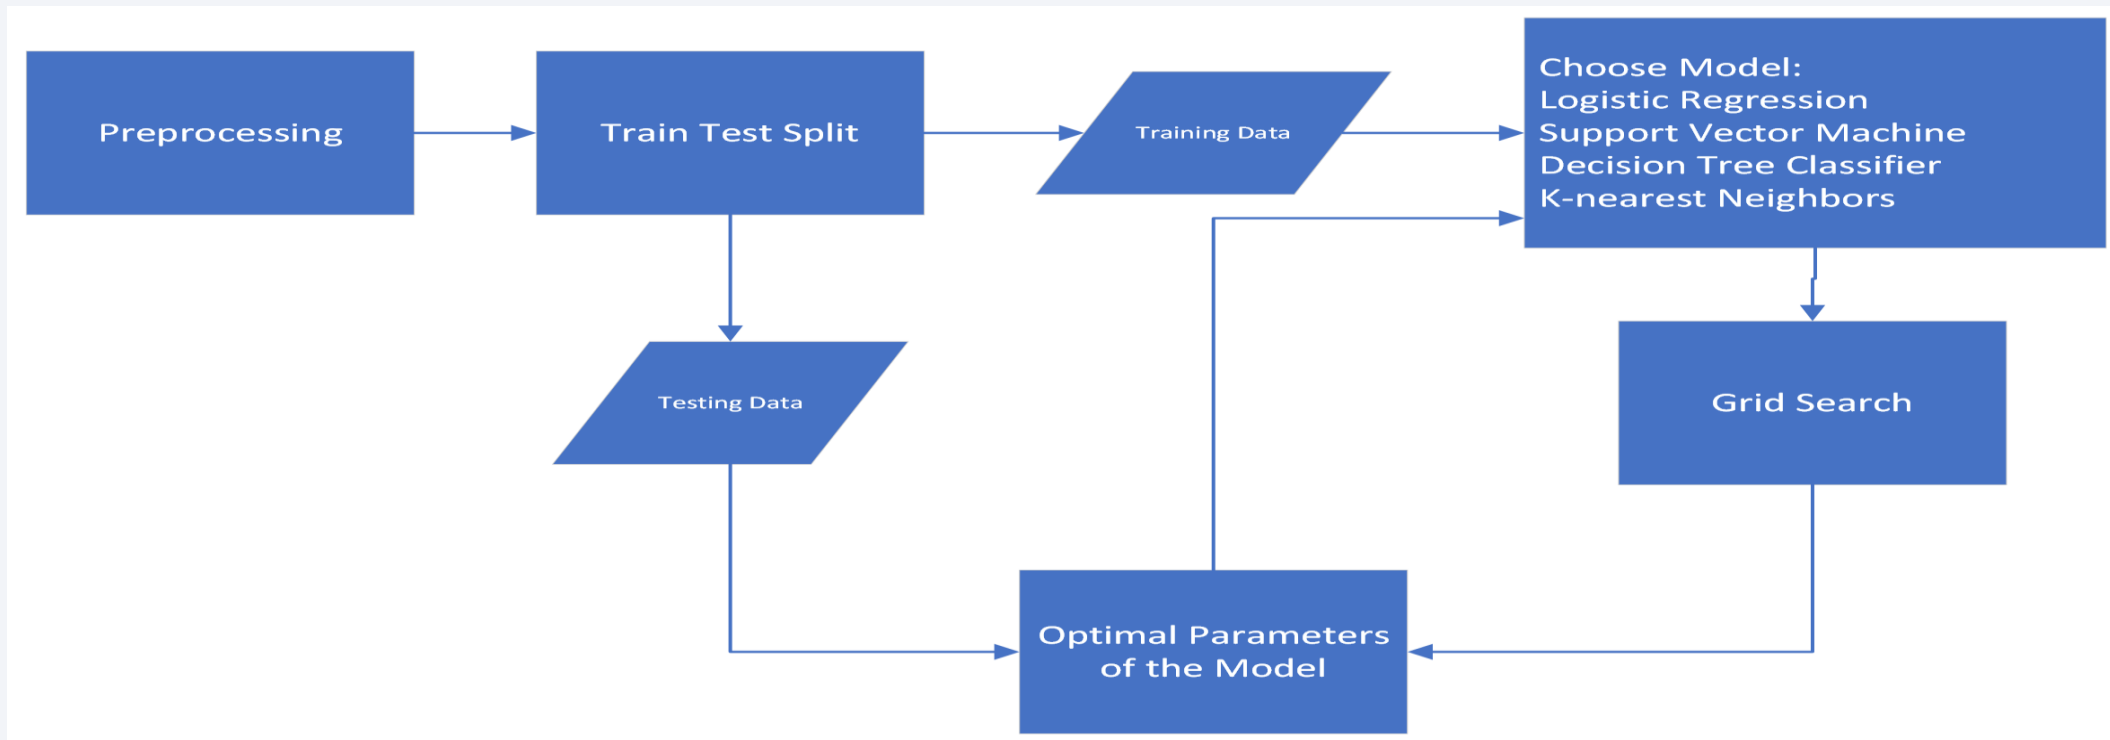 Preprocessing
Train Test Split
Training Data
Choose Model:
Logistic Regression
Support Vector Machine
Decision Tree Classifier
K-nearest Neighbors
Testing Data
Grid Search
Optimal Parameters
of the Model